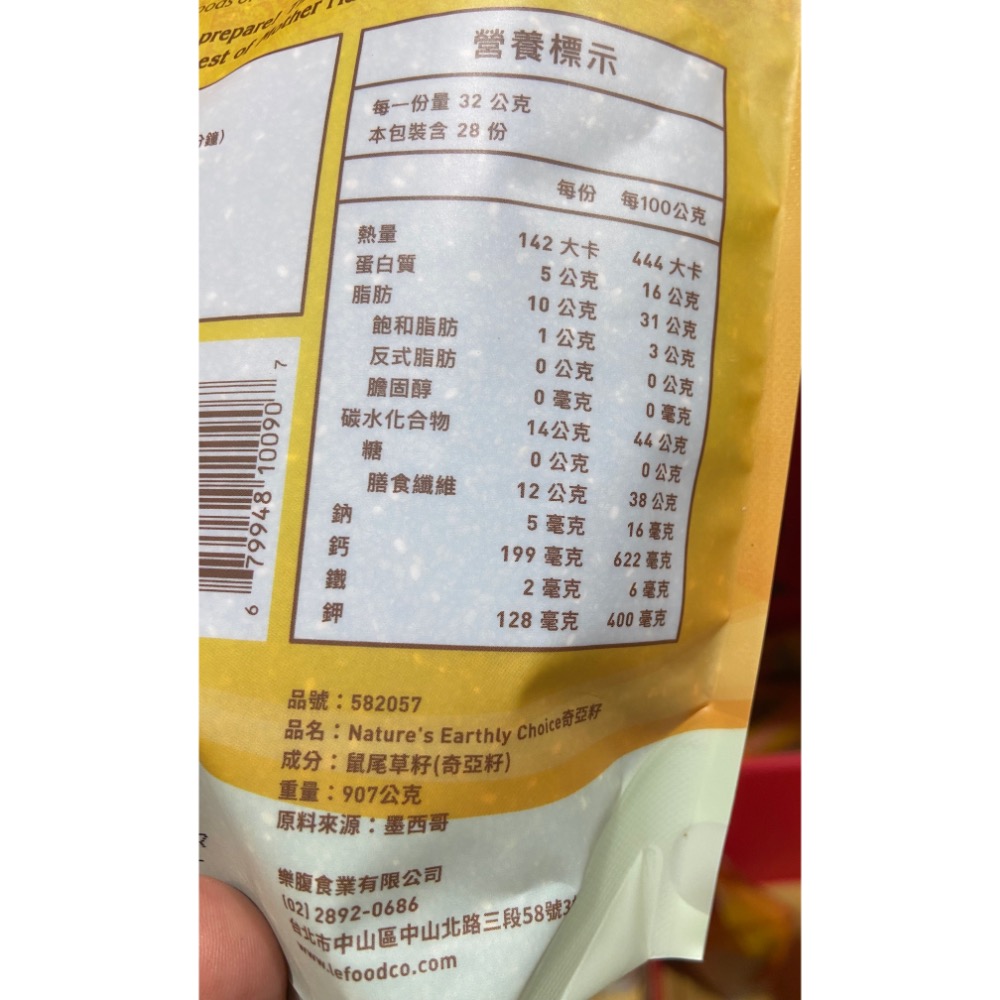 prepare!
est of Mother
分鐘)
營養標示
每一份量 32 公克
本包裝含 28 份
每份 每100公克
熱量 142 大卡 444 大卡
蛋白質 5 公克 16 公克
脂肪 10 公克 31 公克
飽和脂肪 1 公克 3 公克
反式脂肪 0 公克 0 公克
膽固醇 0 毫克 0 毫克
碳水化合物 14公克 44 公克
糖 0 公克 0 公克
膳食纖維 12 公克 38 公克
鈉 5 毫克 16 毫克
鈣 199 毫克 622 毫克
鐵 2 毫克 6 毫克
鉀 128 毫克 400 毫克
6 79948 10090 7
品號：582057
品名：Nature's Earthly Choice奇亞籽
成分：鼠尾草籽(奇亞籽)
重量：907公克
原料來源：墨西哥
樂腹食業有限公司
(02) 2892-0686
台北市中山區中山北路三段58號3
www.lefoodco.com